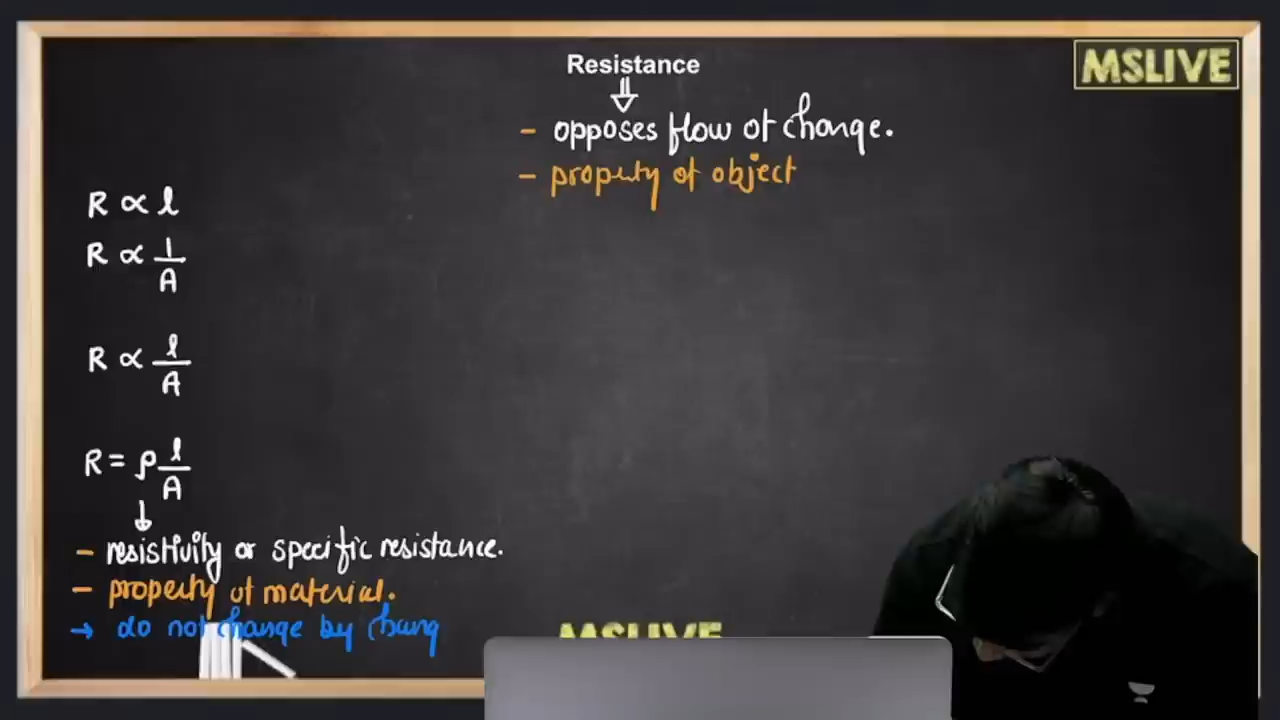 Resistance
MSLIVE
- opposes flow of charge.
- property of object
R ∝ l
R ∝ 1/A
R ∝ l/A
R = ρ l/A
- resistivity or specific resistance.
- property of material.
→ do not change by chang
MSLIVE